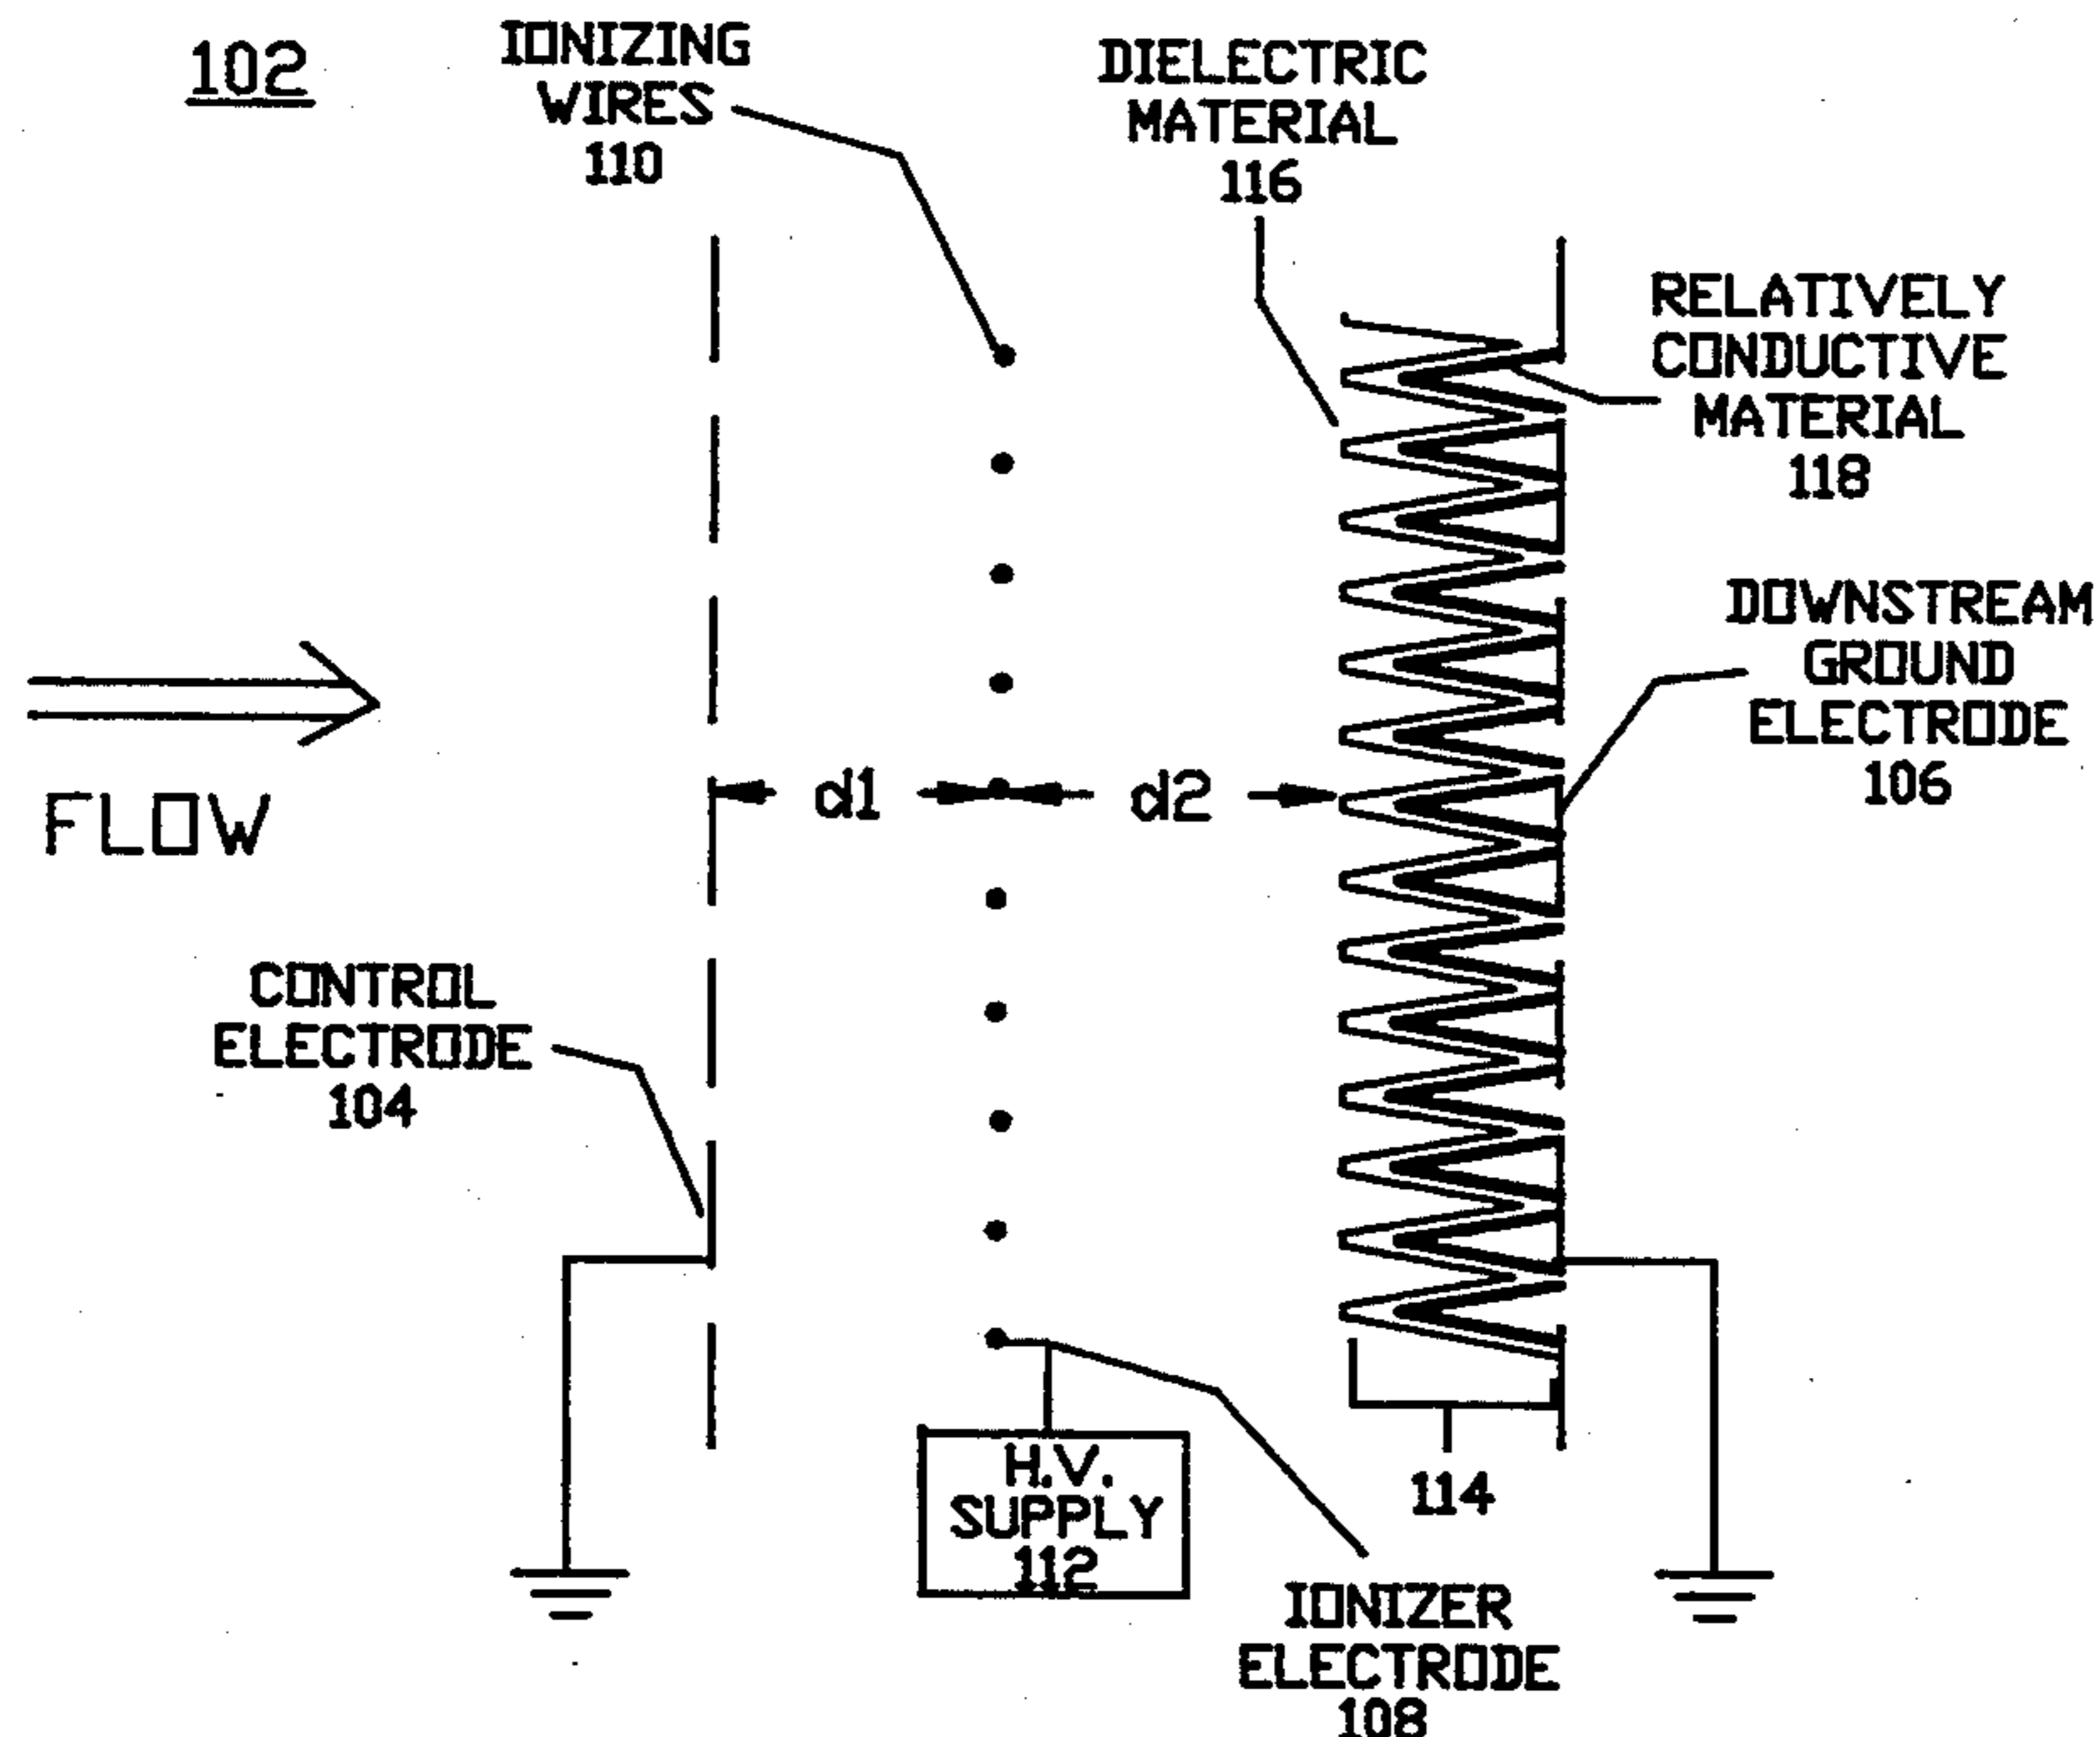 102
IONIZING
WIRES
110
DIELECTRIC
MATERIAL
116
RELATIVELY
CONDUCTIVE
MATERIAL
118
DOWNSTREAM
GROUND
ELECTRODE
106
FLOW
d1
d2
CONTROL
ELECTRODE
104
H.V.
SUPPLY
112
114
IONIZER
ELECTRODE
108